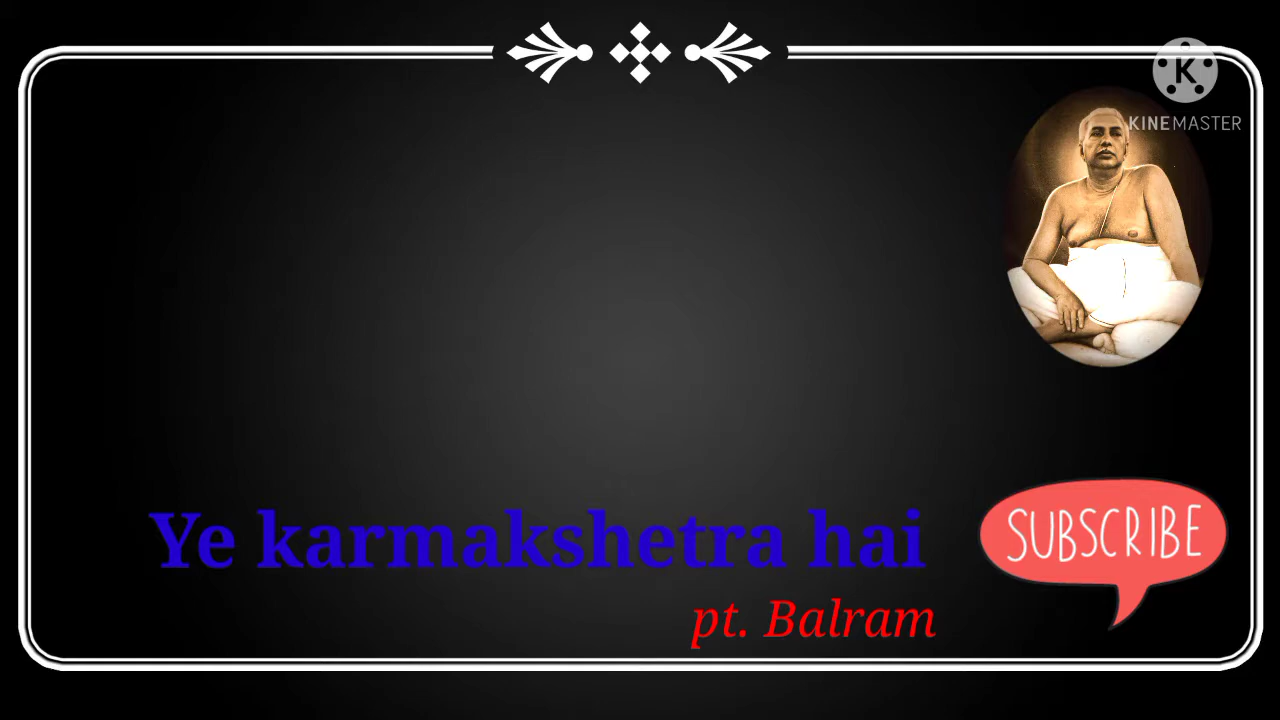 K
KINEMASTER
Ye karmakshetra hai
SUBSCRIBE
pt. Balram